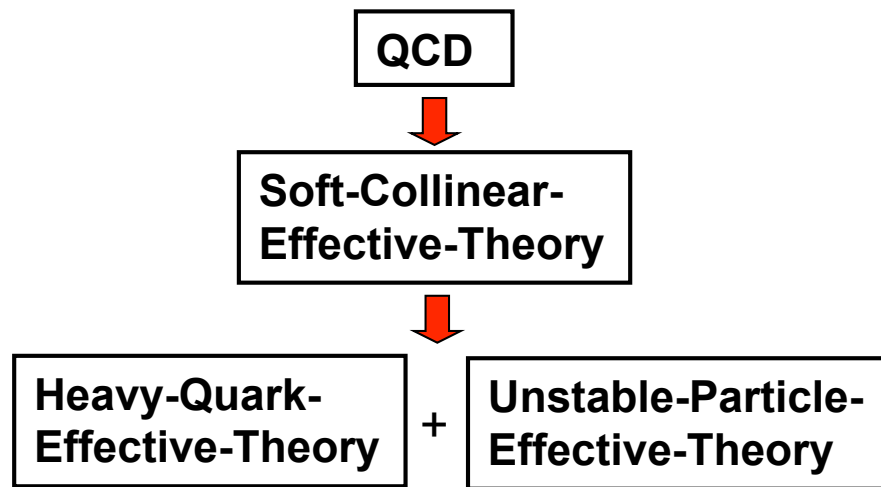 QCD
Soft-Collinear-
Effective-Theory
Heavy-Quark-
Effective-Theory
+
Unstable-Particle-
Effective-Theory